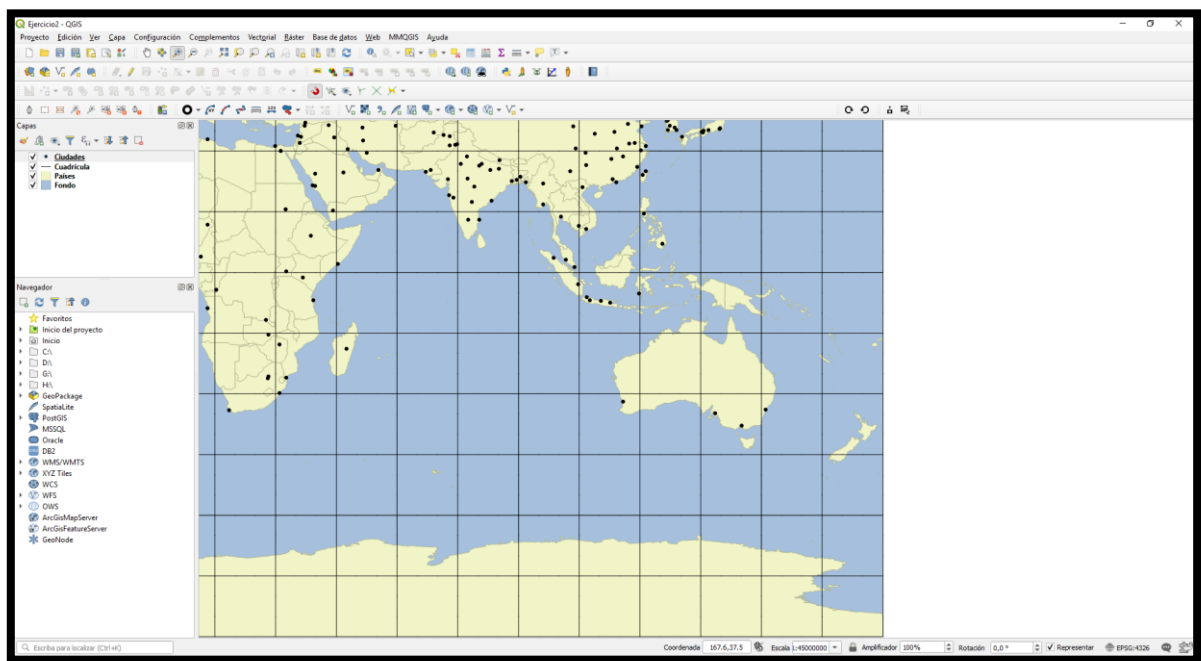 Ejercicio2 - QGIS
Proyecto Edición Ver Capa Configuración Complementos Vectorial Ráster Base de datos Web MMQGIS Ayuda
Capas
Ciudades
Cuadrícula
Países
Fondo
Navegador
Favoritos
Inicio del proyecto
Inicio
C:\
D:\
G:\
H:\
GeoPackage
SpatiaLite
PostGIS
MSSQL
Oracle
DB2
WMS/WMTS
XYZ Tiles
WCS
WFS
OWS
ArcGisMapServer
ArcGisFeatureServer
GeoNode
Escriba para localizar (Ctrl+K) Coordenada 167.6,37.5 Escala 1:45000000 Amplificador 100% Rotación 0,0 ° Representar EPSG:4326